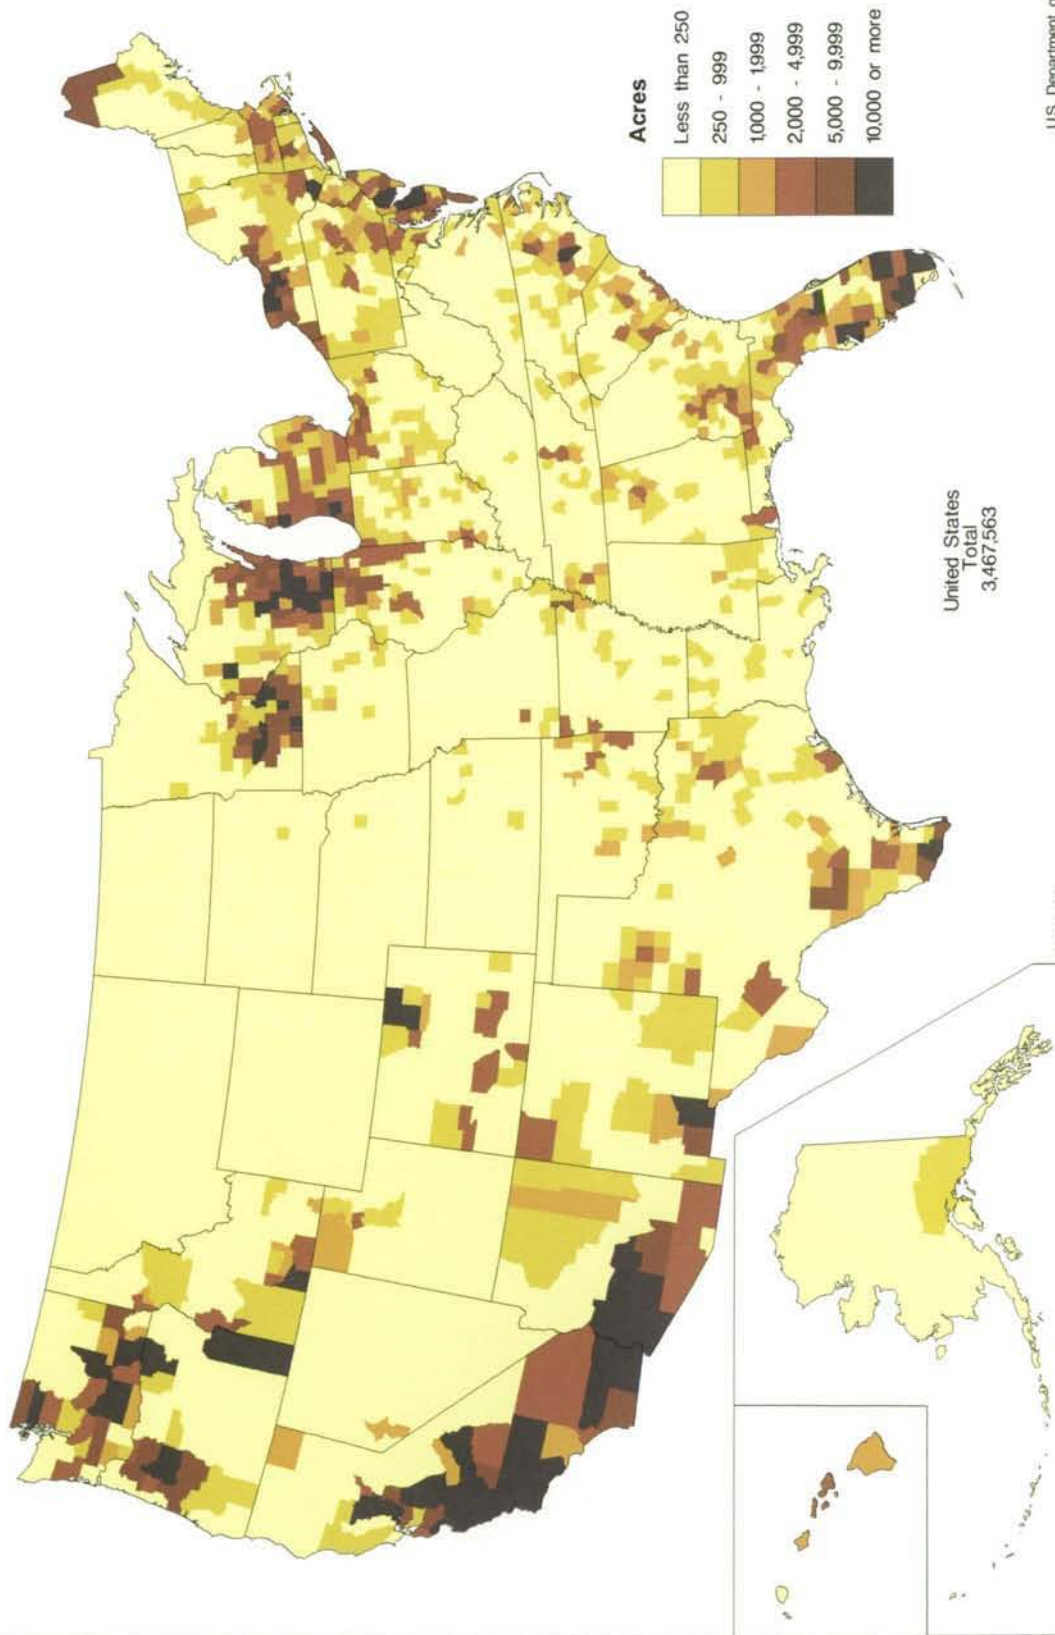 Acres
Less than 250
250 - 999
1,000 - 1,999
2,000 - 4,999
5,000 - 9,999
10,000 or more
United States
Total
3,467,563
U.S. Department